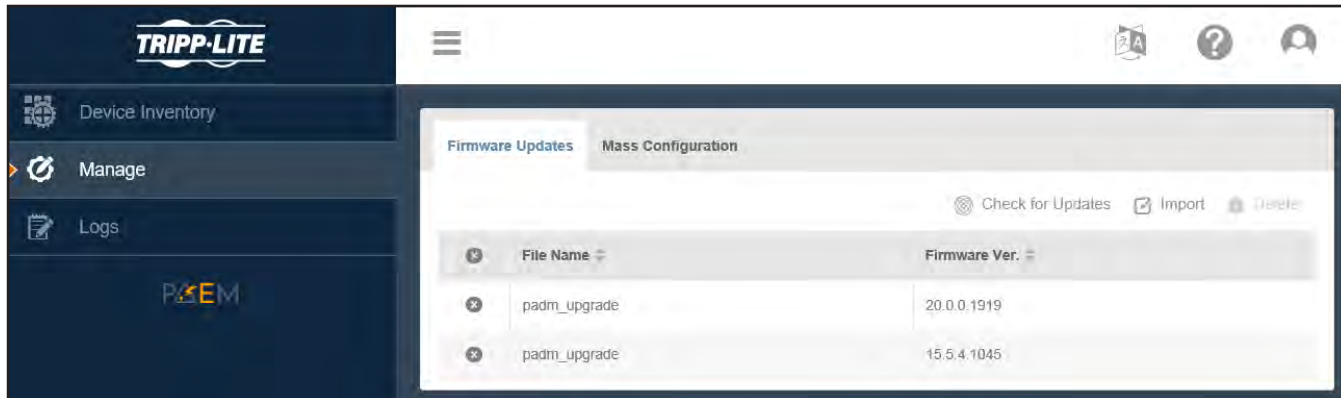 TRIPP·LITE
Device Inventory
Manage
Logs
PAEM
Firmware Updates
Mass Configuration
Check for Updates
Import
Delete
File Name
Firmware Ver.
padm_upgrade
20.0.0.1919
padm_upgrade
15.5.4.1045